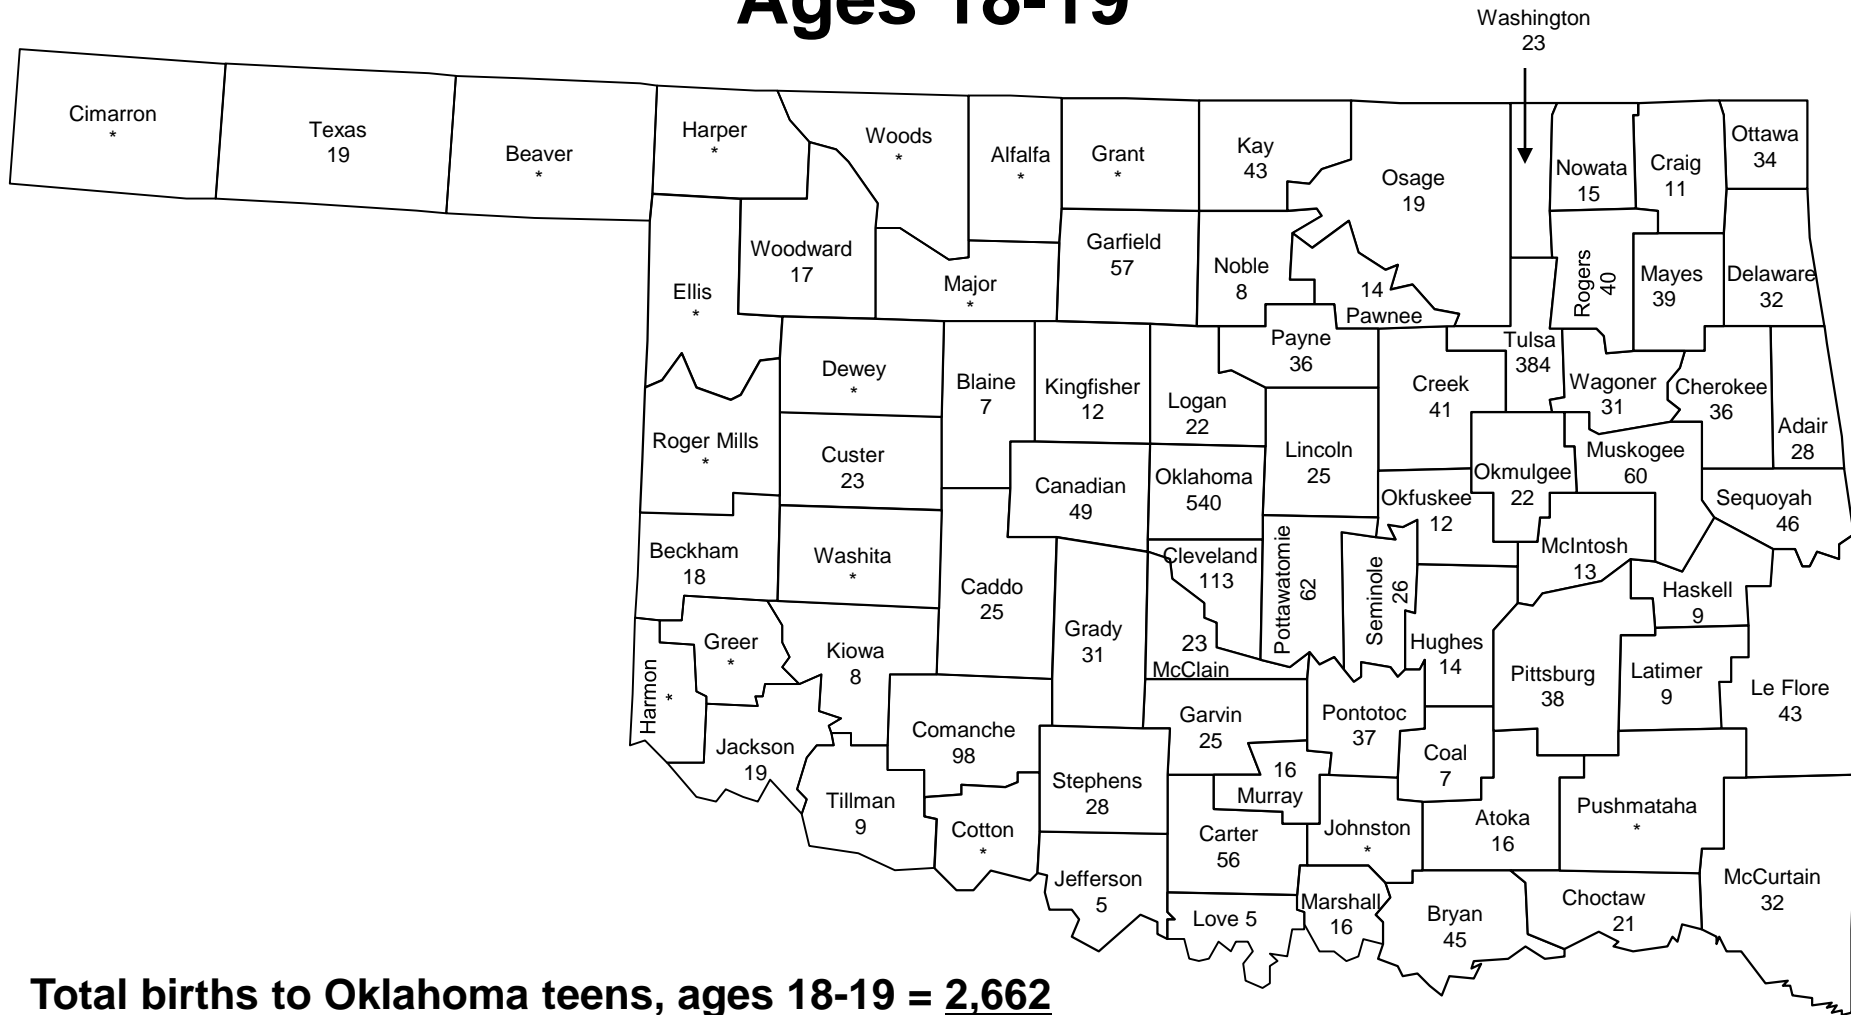 Ages 18-19
Washington
23
Cimarron
*
Texas
19
Beaver
*
Harper
*
Woods
*
Alfalfa
*
Grant
*
Kay
43
Osage
19
Nowata
15
Craig
11
Ottawa
34
Woodward
17
Ellis
*
Major
*
Garfield
57
Noble
8
14
Pawnee
Rogers
40
Mayes
39
Delaware
32
Dewey
*
Blaine
7
Kingfisher
12
Logan
22
Payne
36
Creek
41
Tulsa
384
Wagoner
31
Cherokee
36
Adair
28
Roger Mills
*
Custer
23
Canadian
49
Oklahoma
540
Lincoln
25
Okfuskee
12
Okmulgee
22
Muskogee
60
Sequoyah
46
Beckham
18
Washita
*
Caddo
25
Grady
31
Cleveland
113
23
McClain
Pottawatomie
62
Seminole
26
Hughes
14
McIntosh
13
Haskell
9
Harmon
*
Greer
*
Kiowa
8
Jackson
19
Tillman
9
Comanche
98
Cotton
*
Stephens
28
Garvin
25
16
Murray
Pontotoc
37
Coal
7
Pittsburg
38
Latimer
9
Le Flore
43
Jefferson
5
Carter
56
Love 5
Johnston
*
Marshall
16
Bryan
45
Atoka
16
Pushmataha
*
Choctaw
21
McCurtain
32
Total births to Oklahoma teens, ages 18-19 = 2,662